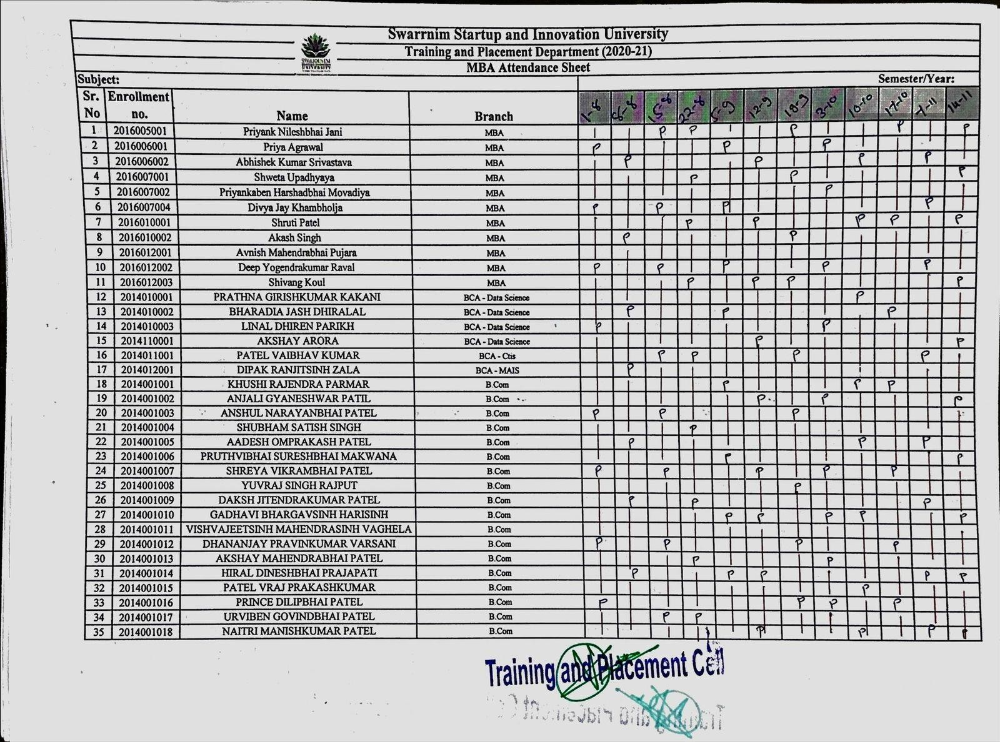 Swarrnim Startup and Innovation University
Training and Placement Department (2020-21)
MBA Attendance Sheet
Subject: Semester/Year:
Sr. No Enrollment no. Name Branch 1-8 8-8 15-8 22-8 5-9 12-9 18-9 3-10 10-10 17-10 7-11 14-11
1 2016005001 Priyank Nileshbhai Jani MBA P P P P P
2 2016006001 Priya Agrawal MBA P P P
3 2016006002 Abhishek Kumar Srivastava MBA P P P P
4 2016007001 Shweta Upadhyaya MBA P P P
5 2016007002 Priyankaben Harshadbhai Movadiya MBA P
6 2016007004 Divya Jay Khambholja MBA P P P P
7 2016010001 Shruti Patel MBA P P P P P
8 2016010002 Akash Singh MBA P P
9 2016012001 Avnish Mahendrabhai Pujara MBA
10 2016012002 Deep Yogendrakumar Raval MBA P P P P P
11 2016012003 Shivang Koul MBA P P P P
12 2014010001 PRATHNA GIRISHKUMAR KAKANI BCA - Data Science P
13 2014010002 BHARADIA JASH DHIRALAL BCA - Data Science P P P
14 2014010003 LINAL DHIREN PARIKH BCA - Data Science P P
15 2014110001 AKSHAY ARORA BCA - Data Science P P
16 2014011001 PATEL VAIBHAV KUMAR BCA - Ctis P P P P
17 2014012001 DIPAK RANJITSINH ZALA BCA - MAIS P
18 2014001001 KHUSHI RAJENDRA PARMAR B.Com P P P
19 2014001002 ANJALI GYANESHWAR PATIL B.Com P P P
20 2014001003 ANSHUL NARAYANBHAI PATEL B.Com P P P
21 2014001004 SHUBHAM SATISH SINGH B.Com P
22 2014001005 AADESH OMPRAKASH PATEL B.Com P P P
23 2014001006 PRUTHVIBHAI SURESHBHAI MAKWANA B.Com P P
24 2014001007 SHREYA VIKRAMBHAI PATEL B.Com P P P P P
25 2014001008 YUVRAJ SINGH RAJPUT B.Com P
26 2014001009 DAKSH JITENDRAKUMAR PATEL B.Com P P P
27 2014001010 GADHAVI BHARGAVSINH HARISINH B.Com P P P P P
28 2014001011 VISHVAJEETSINH MAHENDRASINH VAGHELA B.Com
29 2014001012 DHANANJAY PRAVINKUMAR VARSANI B.Com P P P P
30 2014001013 AKSHAY MAHENDRABHAI PATEL B.Com P P
31 2014001014 HIRAL DINESHBHAI PRAJAPATI B.Com P P P P P
32 2014001015 PATEL VRAJ PRAKASHKUMAR B.Com P
33 2014001016 PRINCE DILIPBHAI PATEL B.Com P P P P
34 2014001017 URVIBEN GOVINDBHAI PATEL B.Com P P
35 2014001018 NAITRI MANISHKUMAR PATEL B.Com P P P P
Training and Placement Cell